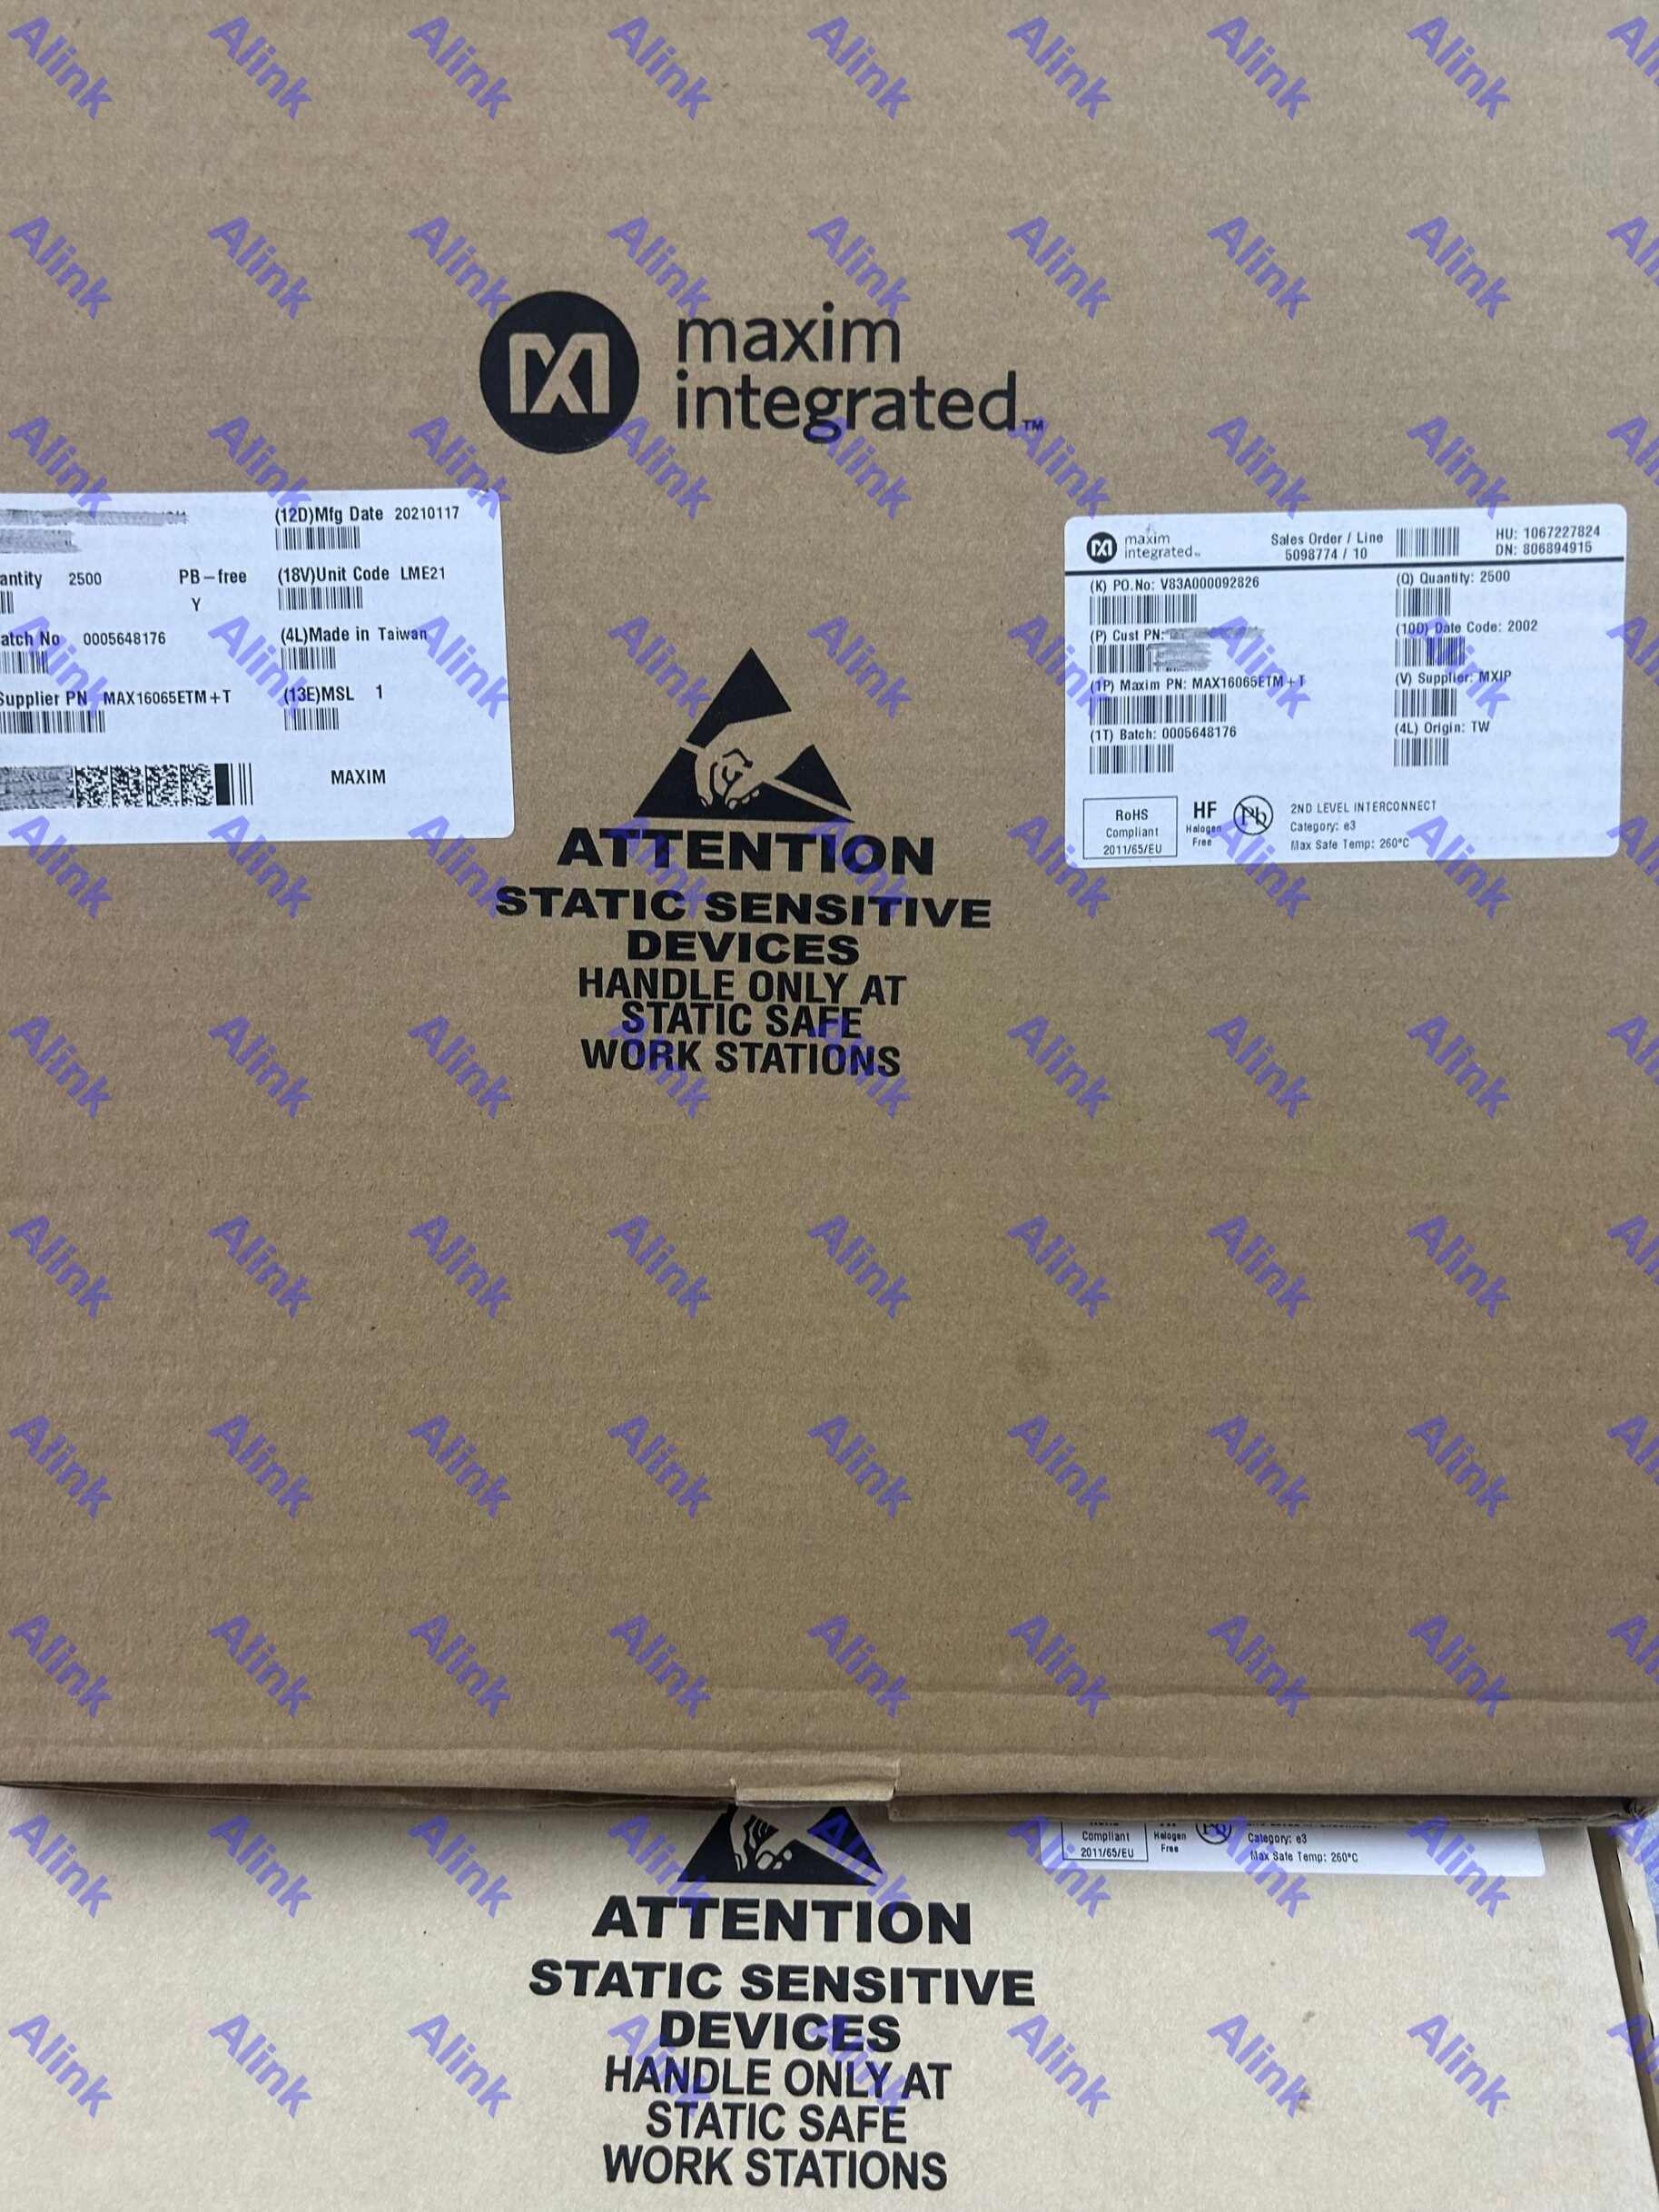 maxim
integrated™
(12D)Mfg Date 20210117
antity 2500 PB-free (18V)Unit Code LME21
Y
atch No 0005648176 (4L)Made in Taiwan
Supplier PN MAX16065ETM+T (13E)MSL 1
MAXIM
maxim
integrated™
Sales Order / Line
5098774 / 10
HU: 1067227824
DN: 806894915
(K) PO.No: V83A000092826
(Q) Quantity: 2500
(P) Cust PN:
(10D) Date Code: 2002
(1P) Maxim PN: MAX16065ETM+T
(V) Supplier: MXIP
(1T) Batch: 0005648176
(4L) Origin: TW
RoHS
Compliant
2011/65/EU
HF
Halogen
Free
Pb
2ND LEVEL INTERCONNECT
Category: e3
Max Safe Temp: 260°C
ATTENTION
STATIC SENSITIVE
DEVICES
HANDLE ONLY AT
STATIC SAFE
WORK STATIONS
Compliant
2011/65/EU
Halogen
Free
Category: e3
Max Safe Temp: 260°C
ATTENTION
STATIC SENSITIVE
DEVICES
HANDLE ONLY AT
STATIC SAFE
WORK STATIONS
Alink